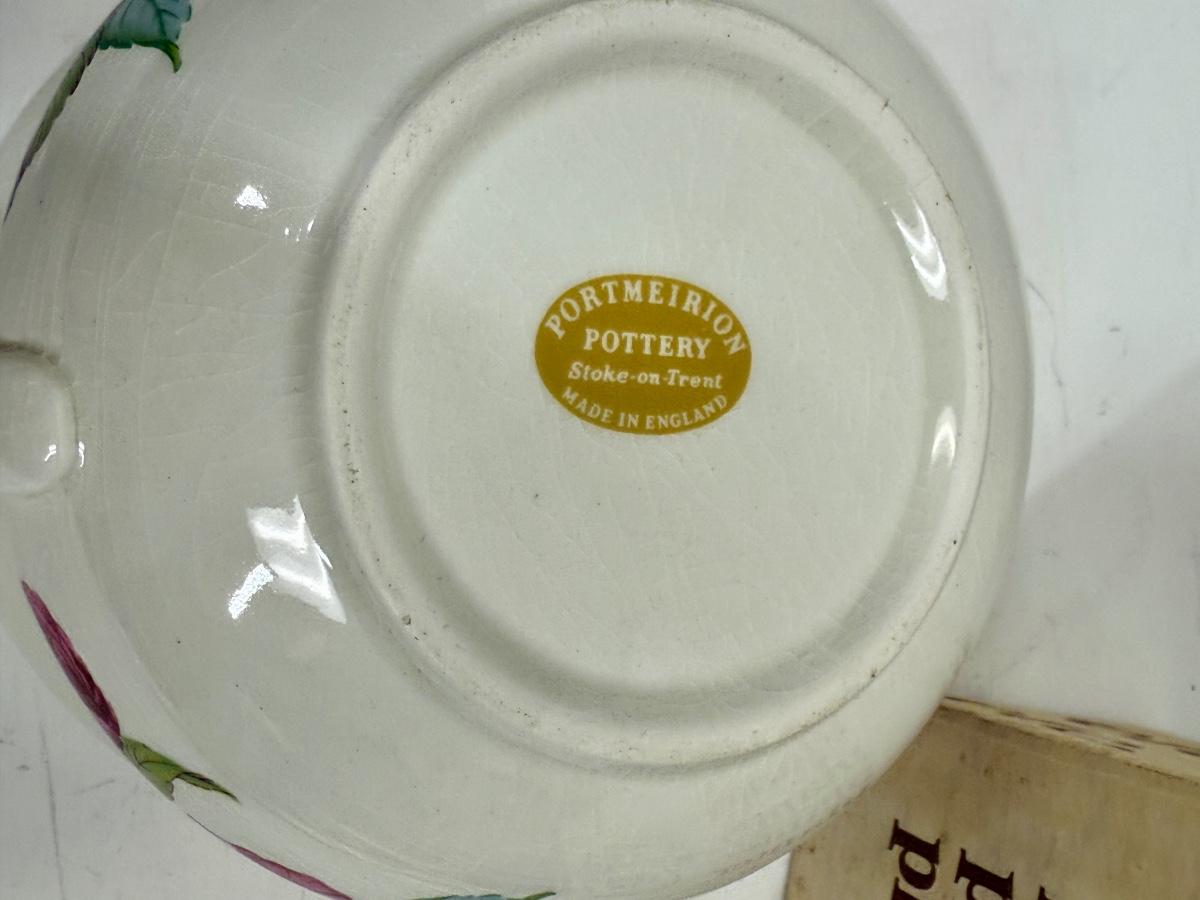 PORTMEIRION
POTTERY
Stoke-on-Trent
MADE IN ENGLAND